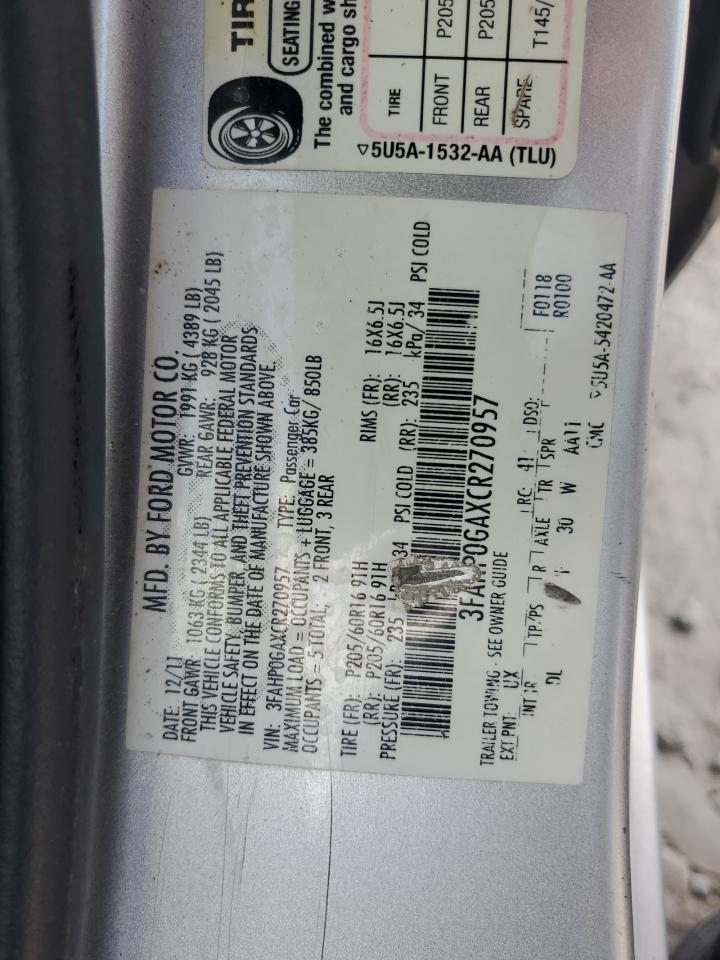 TIR
SEATING
The combined w
and cargo sh
TIRE
FRONT P205
REAR P205
SPARE T145/
5U5A-1532-AA (TLU)
MFD. BY FORD MOTOR CO.
DATE: 12/11 GVWR: 1991 KG ( 4389 LB)
FRONT GAWR: 1063 KG ( 2344 LB) REAR GAWR: 928 KG ( 2045 LB)
THIS VEHICLE CONFORMS TO ALL APPLICABLE FEDERAL MOTOR
VEHICLE SAFETY, BUMPER, AND THEFT PREVENTION STANDARDS
IN EFFECT ON THE DATE OF MANUFACTURE SHOWN ABOVE.
VIN: 3FAHP0GAXCR270957 TYPE: Passenger Car
MAXIMUM LOAD = OCCUPANTS + LUGGAGE = 385KG/ 850LB
OCCUPANTS = 5 TOTAL; 2 FRONT, 3 REAR
TIRE (FR): P205/60R16 91H RIMS (FR): 16X6.5J
(RR): P205/60R16 91H (RR): 16X6.5J
PRESSURE (FR): 235 34 PSI COLD (RR): 235 kPa/ 34 PSI COLD
3FAHP0GAXCR270957
TRAILER TOWING - SEE OWNER GUIDE
EXT PNT: UX RC: 41 DSO: F0118
INT TR TP/PS R AXLE TR SPR R0100
DL 30 W AA11
CMC 5U5A-5420472-AA